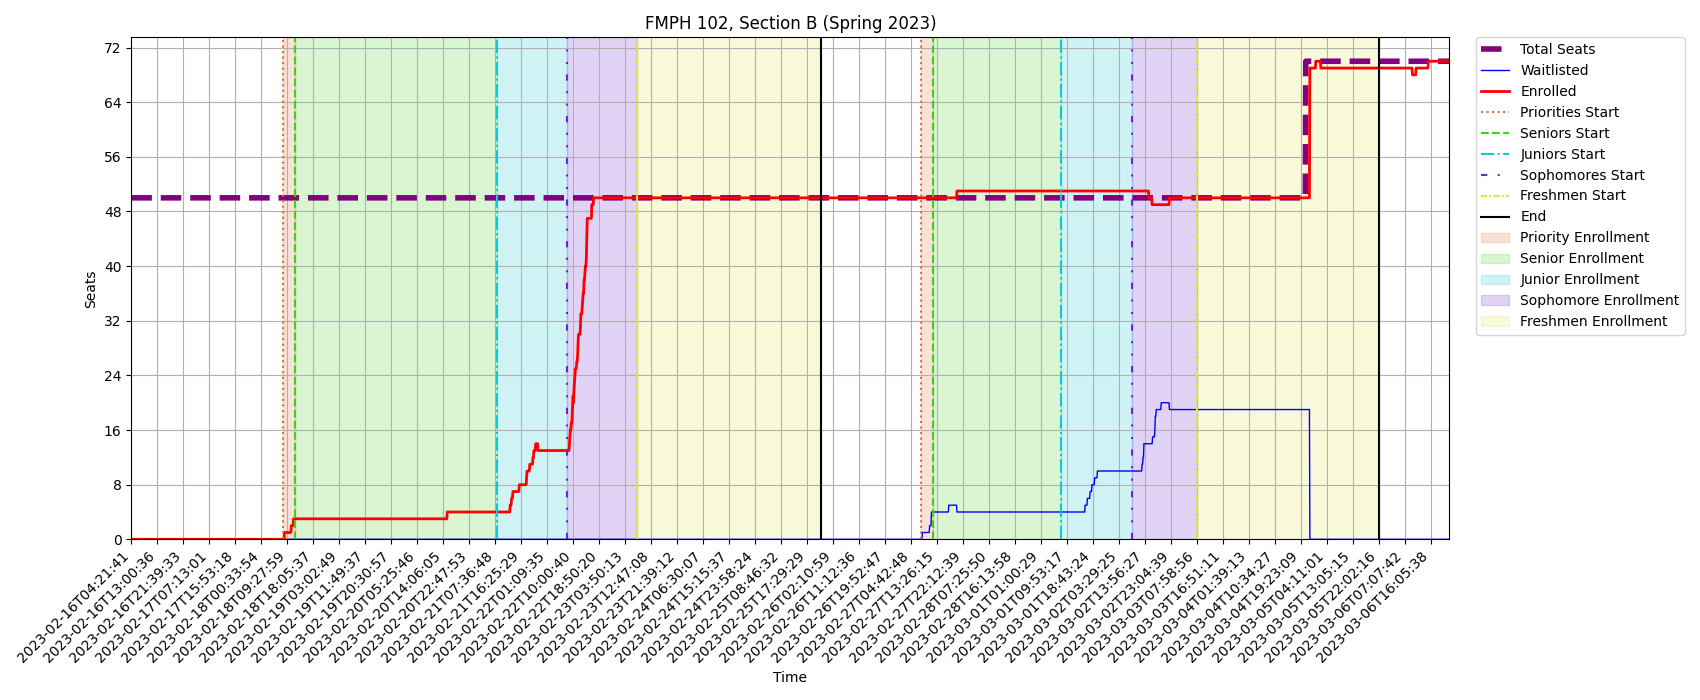 FMPH 102, Section B (Spring 2023)
Seats
72
64
56
48
40
32
24
16
8
0
2023-02-16T04:21:41
2023-02-16T13:00:36
2023-02-16T21:39:33
2023-02-17T07:13:01
2023-02-17T15:53:18
2023-02-18T00:33:54
2023-02-18T09:27:59
2023-02-18T18:05:37
2023-02-19T03:02:49
2023-02-19T11:49:37
2023-02-19T20:30:57
2023-02-20T05:25:46
2023-02-20T14:06:05
2023-02-20T22:47:53
2023-02-21T07:36:48
2023-02-21T16:25:29
2023-02-22T01:09:35
2023-02-22T10:00:40
2023-02-22T18:50:20
2023-02-23T03:50:13
2023-02-23T12:47:08
2023-02-23T21:39:12
2023-02-24T06:30:07
2023-02-24T15:15:37
2023-02-24T23:58:24
2023-02-25T08:46:32
2023-02-25T17:29:29
2023-02-26T02:10:59
2023-02-26T11:12:36
2023-02-26T19:52:47
2023-02-27T04:42:48
2023-02-27T13:26:15
2023-02-27T22:12:39
2023-02-28T07:25:50
2023-02-28T16:13:58
2023-03-01T01:00:29
2023-03-01T09:53:17
2023-03-01T18:43:24
2023-03-02T03:29:25
2023-03-02T13:56:27
2023-03-02T23:04:39
2023-03-03T07:58:56
2023-03-03T16:51:11
2023-03-04T01:39:13
2023-03-04T10:34:27
2023-03-04T19:23:09
2023-03-05T04:11:01
2023-03-05T13:05:15
2023-03-05T22:02:16
2023-03-06T07:07:42
2023-03-06T16:05:38
Time
Total Seats
Waitlisted
Enrolled
Priorities Start
Seniors Start
Juniors Start
Sophomores Start
Freshmen Start
End
Priority Enrollment
Senior Enrollment
Junior Enrollment
Sophomore Enrollment
Freshmen Enrollment